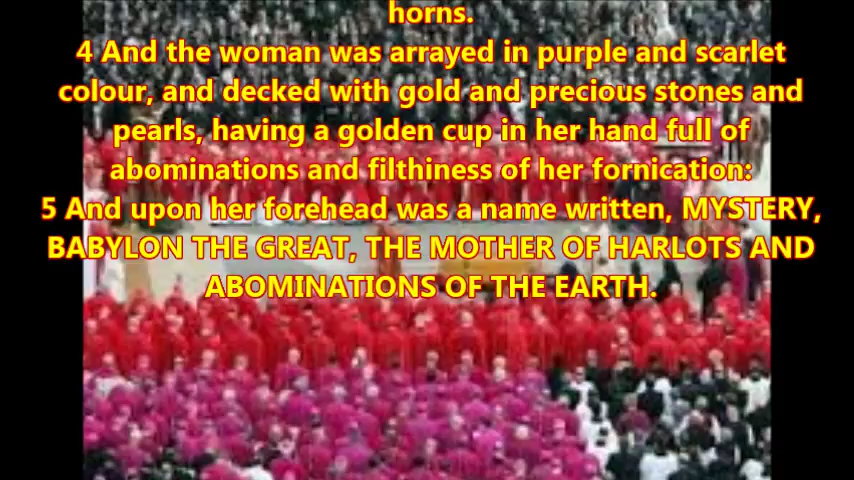 horns.
4 And the woman was arrayed in purple and scarlet
colour, and decked with gold and precious stones and
pearls, having a golden cup in her hand full of
abominations and filthiness of her fornication:
5 And upon her forehead was a name written, MYSTERY,
BABYLON THE GREAT, THE MOTHER OF HARLOTS AND
ABOMINATIONS OF THE EARTH.